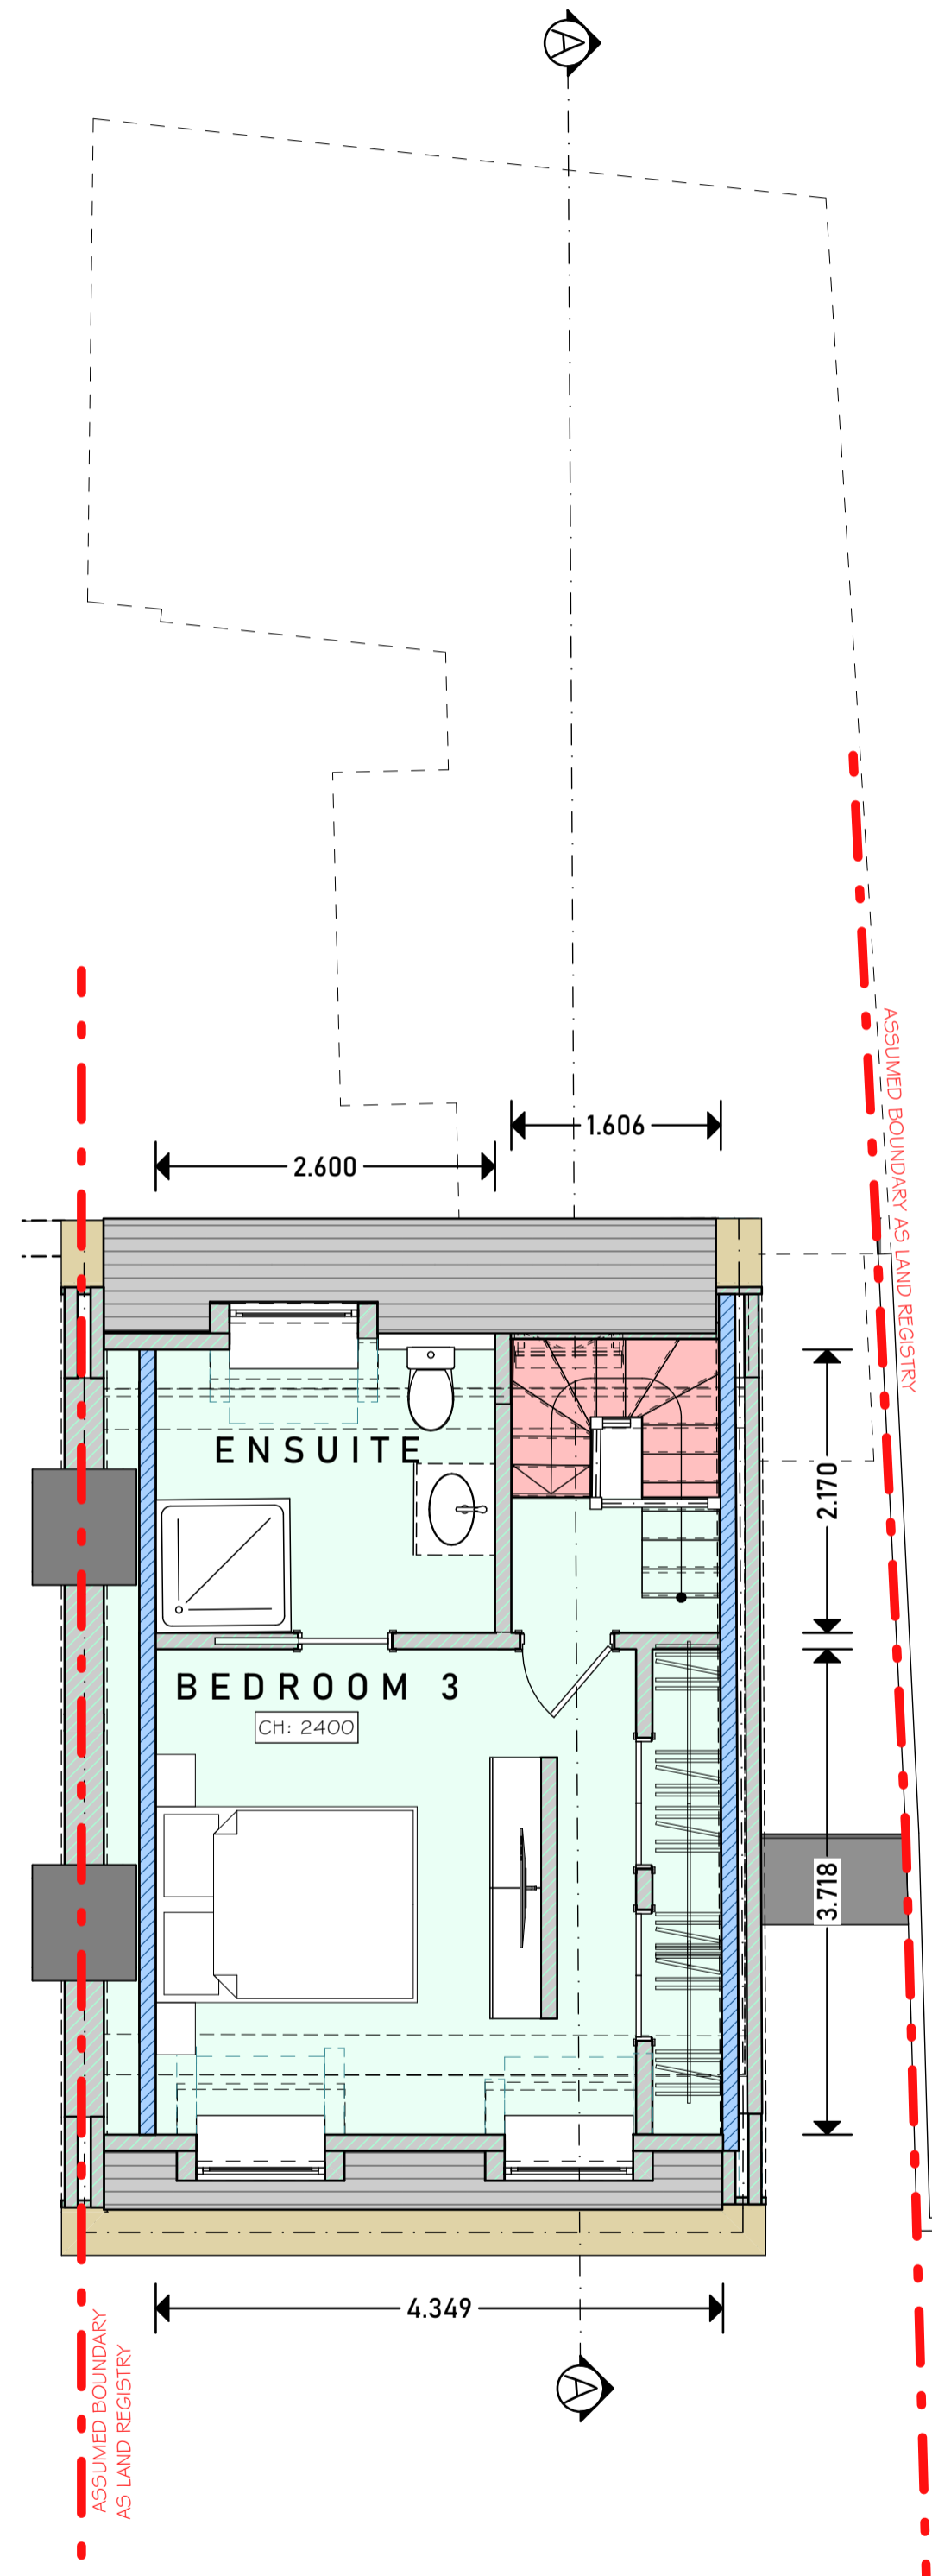 A
1.606
2.600
ASSUMED BOUNDARY AS LAND REGISTRY
ENSUITE
2.170
BEDROOM 3
CH: 2400
3.718
4.349
A
ASSUMED BOUNDARY
AS LAND REGISTRY